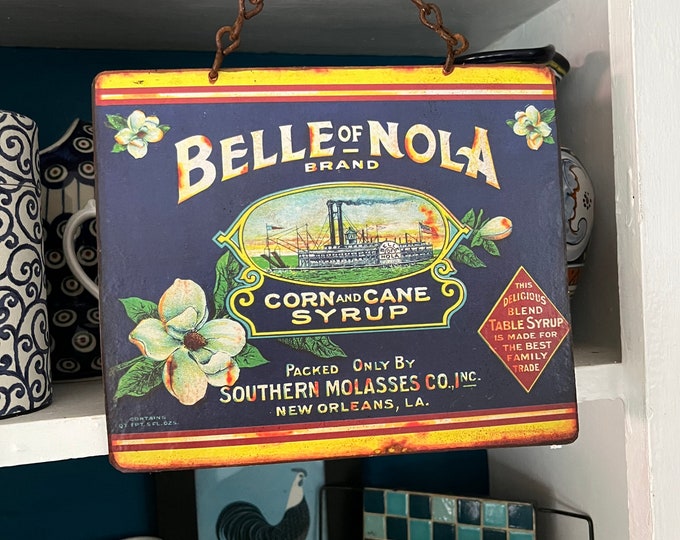 BELLE OF NOLA
BRAND
CORN AND CANE
SYRUP
THIS
DELICIOUS
BLEND
TABLE SYRUP
IS MADE FOR
THE BEST
FAMILY
TRADE
PACKED ONLY BY
SOUTHERN MOLASSES CO., INC.
NEW ORLEANS, LA.
CONTAINS